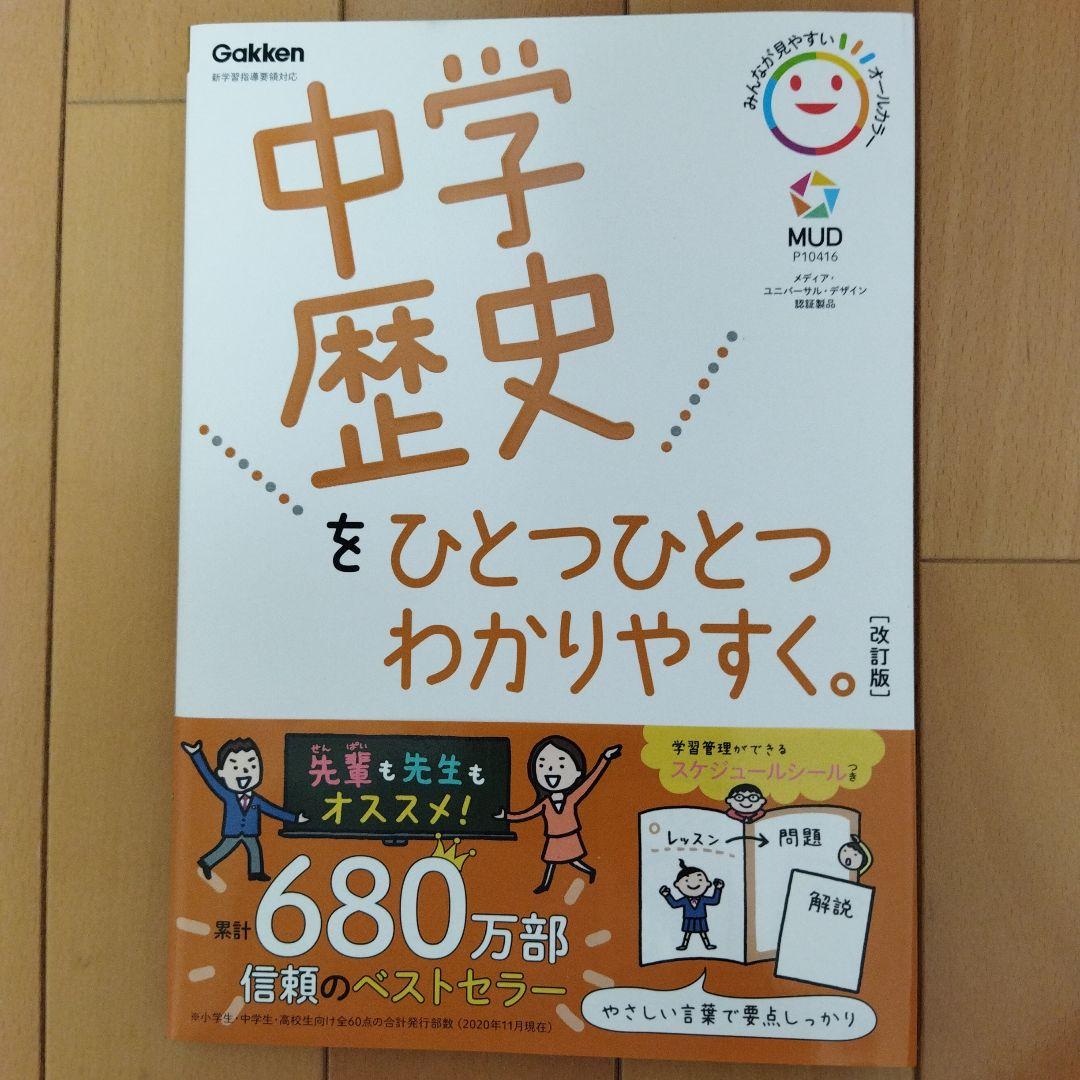 Gakken
新学習指導要領対応
みんなが見やすい
オールカラー
MUD
P10416
メディア・
ユニバーサル・デザイン
認証製品
中学
歴史
を ひとつひとつ
わかりやすく。
[改訂版]
せん ぱい
先輩も先生も
オススメ!
累計680万部
信頼のベストセラー
※小学生・中学生・高校生向け全60点の合計発行部数(2020年11月現在)
学習管理ができる
スケジュールシールつき
レッスン
問題
解説
やさしい言葉で要点しっかり